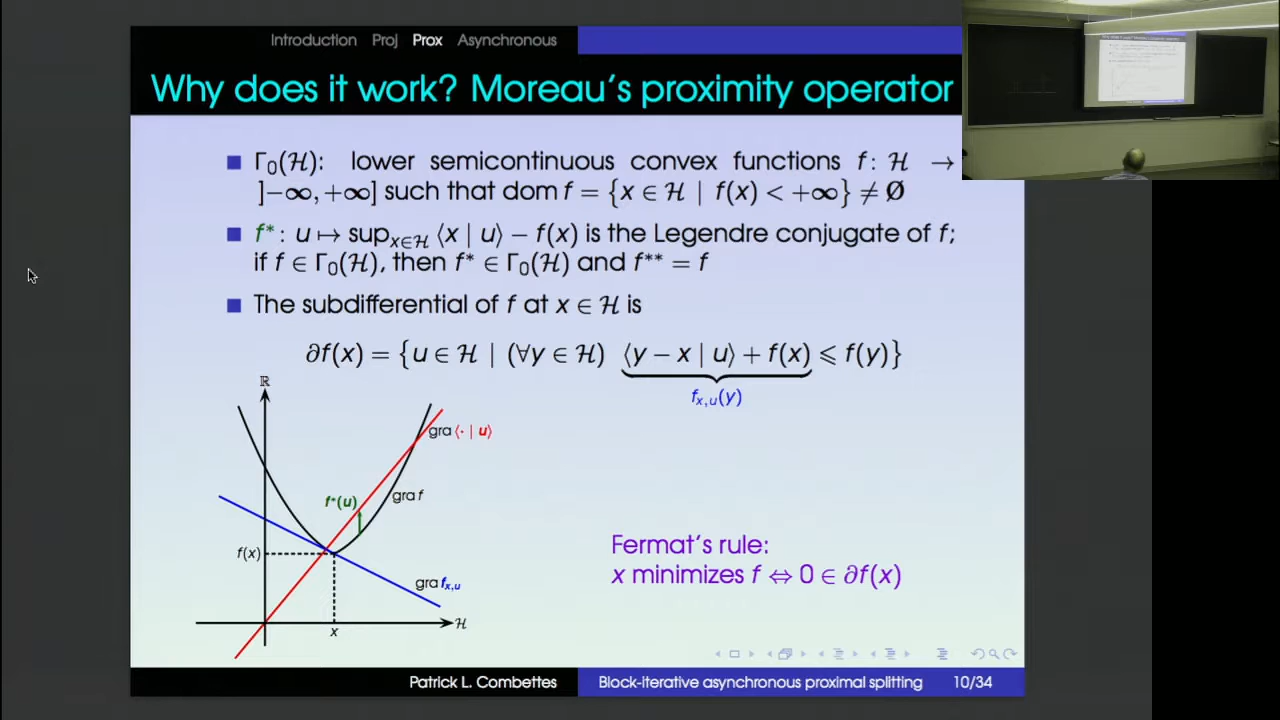 Introduction Proj Prox Asynchronous
Why does it work? Moreau's proximity operator
Γ₀(ℋ): lower semicontinuous convex functions f: ℋ →
]−∞, +∞] such that dom f = {x ∈ ℋ | f(x) < +∞} ≠ Ø
f*: u ↦ sup_{x∈ℋ} ⟨x | u⟩ − f(x) is the Legendre conjugate of f;
if f ∈ Γ₀(ℋ), then f* ∈ Γ₀(ℋ) and f** = f
The subdifferential of f at x ∈ ℋ is
∂f(x) = {u ∈ ℋ | (∀y ∈ ℋ) ⟨y − x | u⟩ + f(x) ⩽ f(y)}
f_{x,u}(y)
ℝ
gra ⟨· | u⟩
f*(u)
gra f
f(x)
gra f_{x,u}
x
ℋ
Fermat's rule:
x minimizes f ⇔ 0 ∈ ∂f(x)
Patrick L. Combettes
Block-iterative asynchronous proximal splitting 10/34